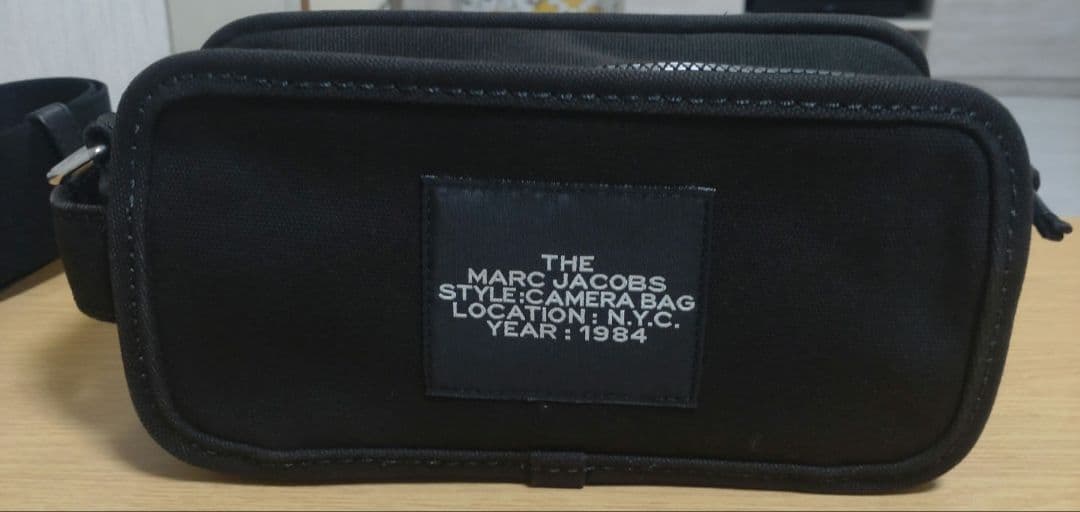 THE
MARC JACOBS
STYLE:CAMERA BAG
LOCATION: N.Y.C.
YEAR : 1984